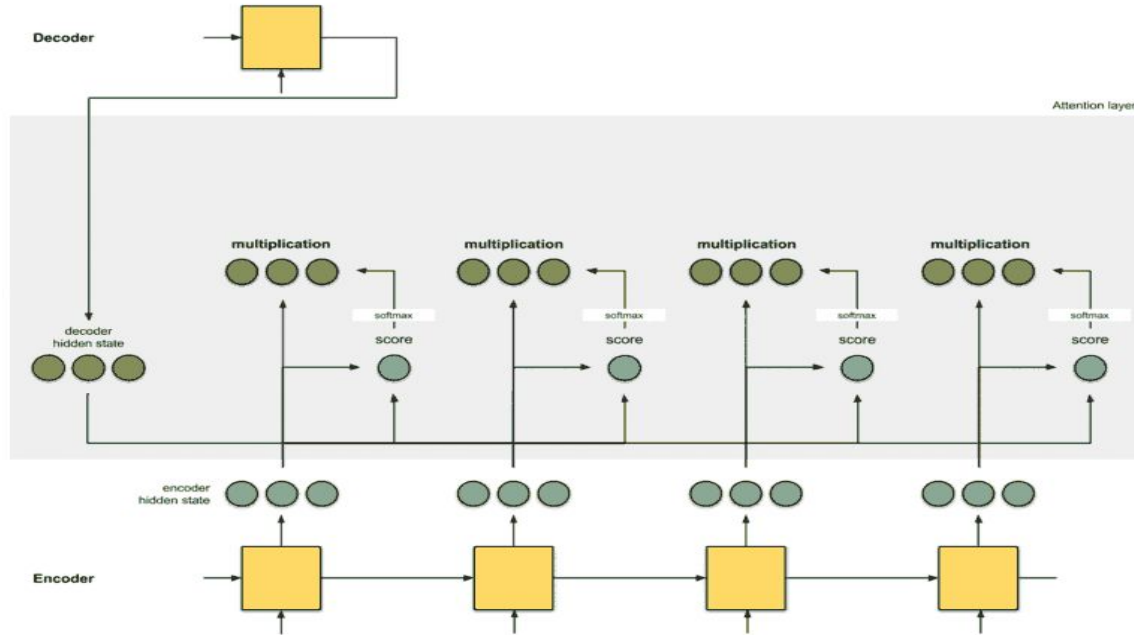 Decoder
Attention layer
multiplication
multiplication
multiplication
multiplication
softmax
softmax
softmax
softmax
decoder
hidden state
score
score
score
score
encoder
hidden state
Encoder